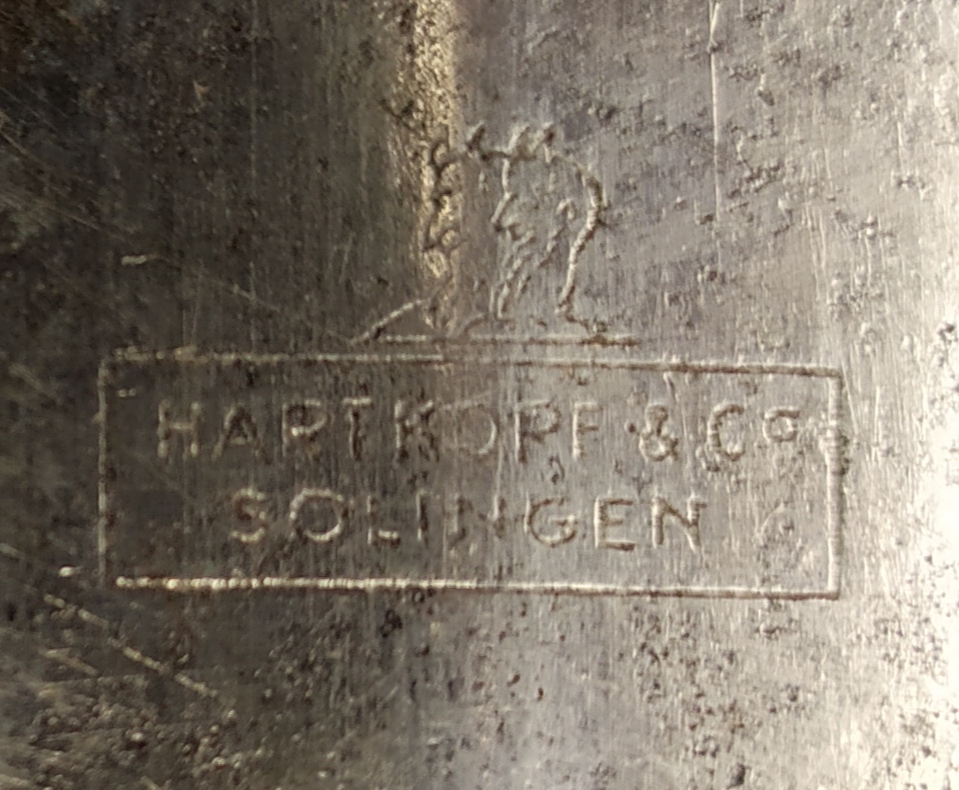 HARTKOPF & Co
SOLINGEN